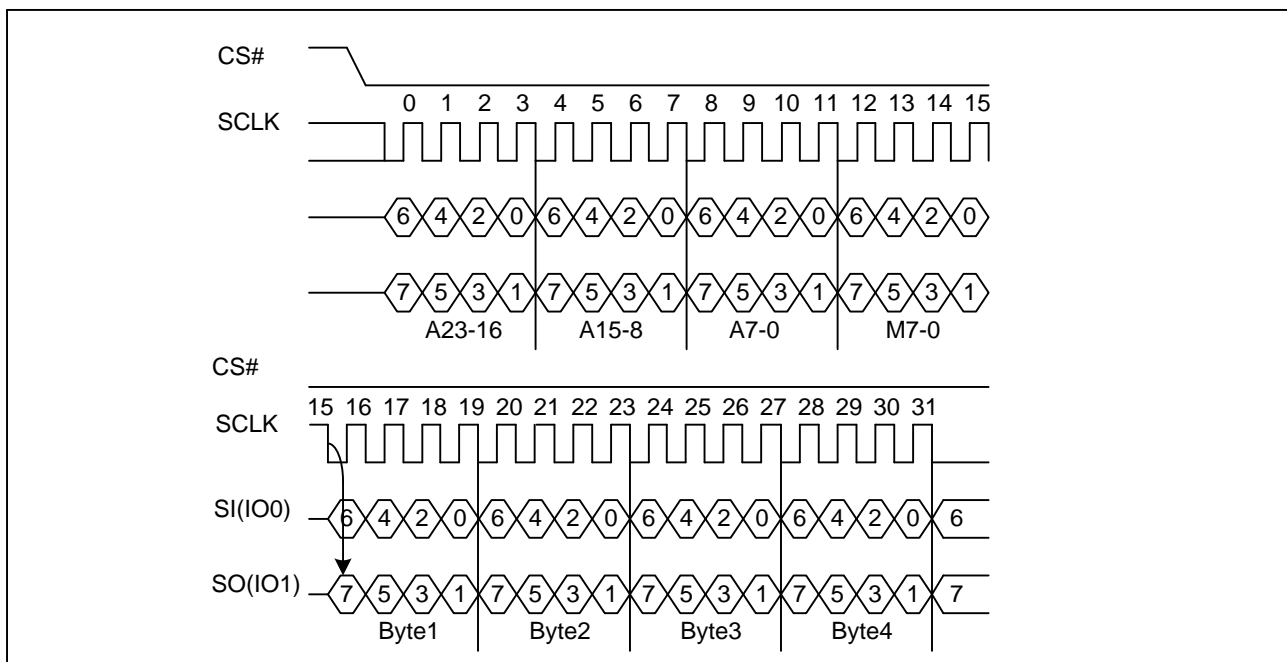 CS#
0 1 2 3 4 5 6 7 8 9 10 11 12 13 14 15
SCLK
6 4 2 0 6 4 2 0 6 4 2 0 6 4 2 0
7 5 3 1 7 5 3 1 7 5 3 1 7 5 3 1
A23-16 A15-8 A7-0 M7-0
CS#
15 16 17 18 19 20 21 22 23 24 25 26 27 28 29 30 31
SCLK
SI(IO0) 6 4 2 0 6 4 2 0 6 4 2 0 6 4 2 0 6
SO(IO1) 7 5 3 1 7 5 3 1 7 5 3 1 7 5 3 1 7
Byte1 Byte2 Byte3 Byte4